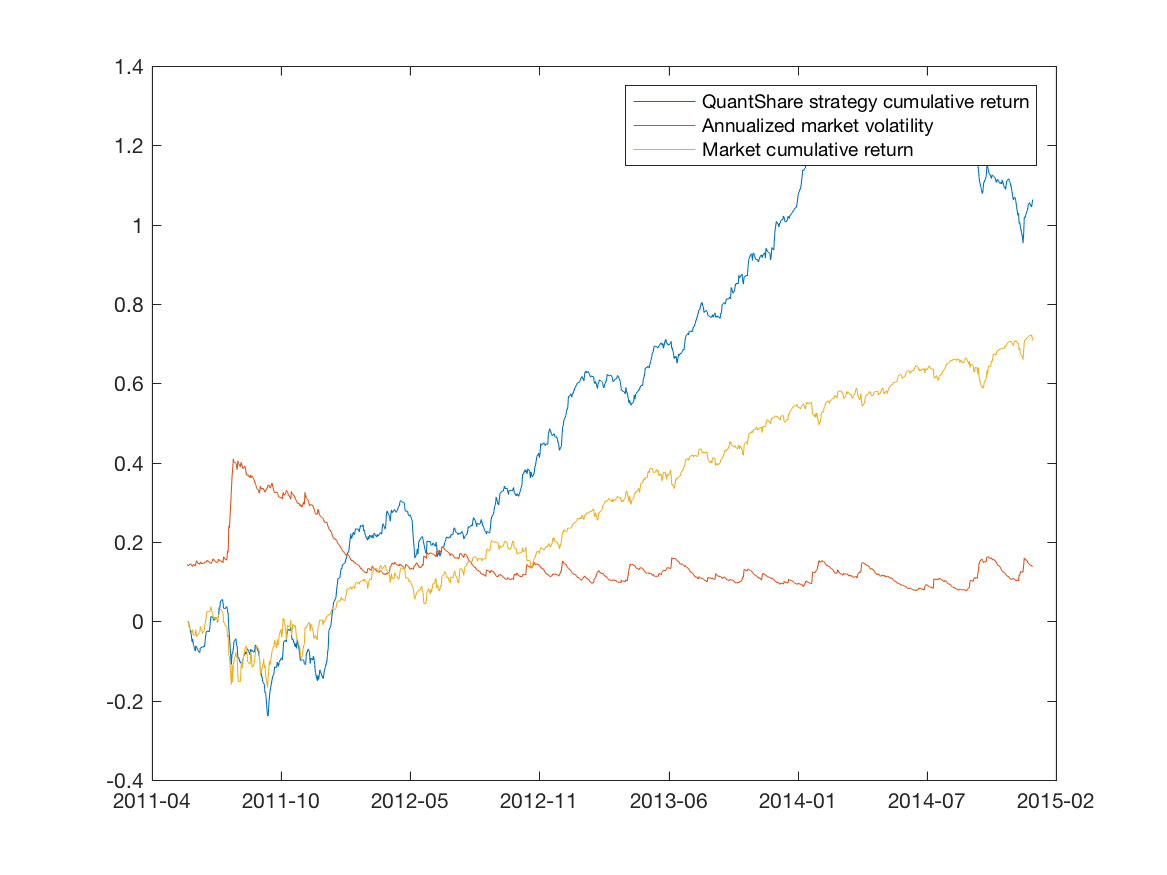 1.4
1.2
1
0.8
0.6
0.4
0.2
0
-0.2
-0.4
QuantShare strategy cumulative return
Annualized market volatility
Market cumulative return
2011-04 2011-10 2012-05 2012-11 2013-06 2014-01 2014-07 2015-02